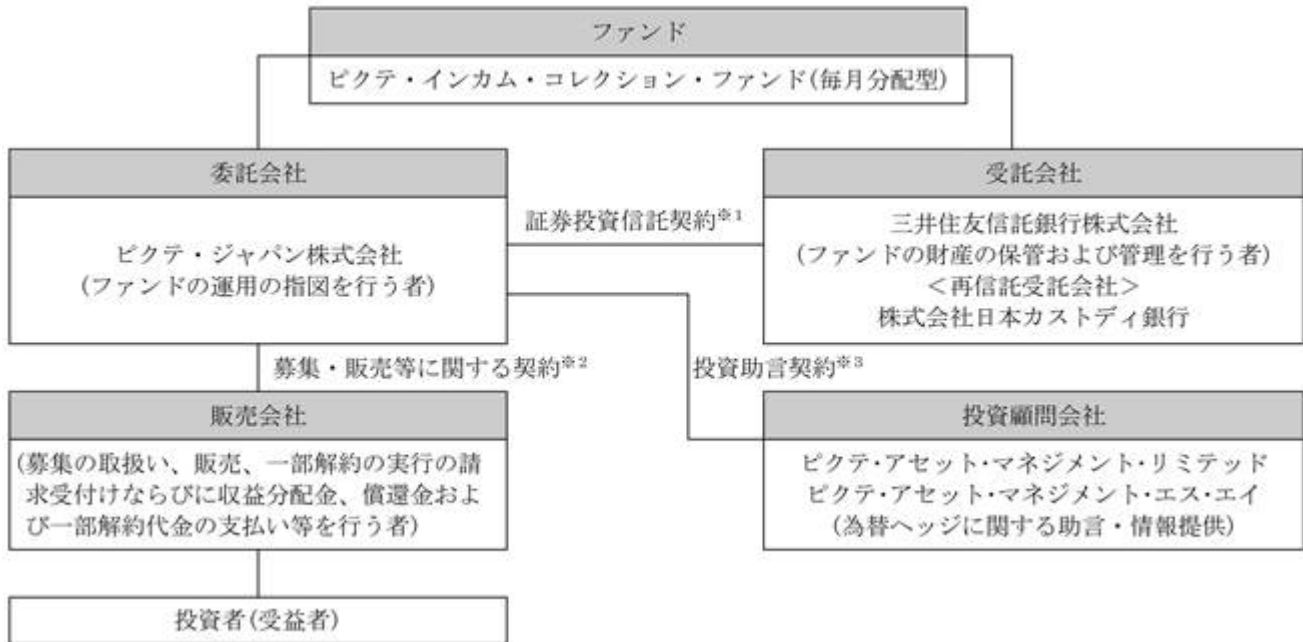 ファンド
ピクテ・インカム・コレクション・ファンド(毎月分配型)
委託会社
ピクテ・ジャパン株式会社
(ファンドの運用の指図を行う者)
証券投資信託契約※1
受託会社
三井住友信託銀行株式会社
(ファンドの財産の保管および管理を行う者)
＜再信託受託会社＞
株式会社日本カストディ銀行
募集・販売等に関する契約※2
投資助言契約※3
販売会社
(募集の取扱い、販売、一部解約の実行の請
求受付けならびに収益分配金、償還金およ
び一部解約代金の支払い等を行う者)
投資顧問会社
ピクテ・アセット・マネジメント・リミテッド
ピクテ・アセット・マネジメント・エス・エイ
(為替ヘッジに関する助言・情報提供)
投資者(受益者)